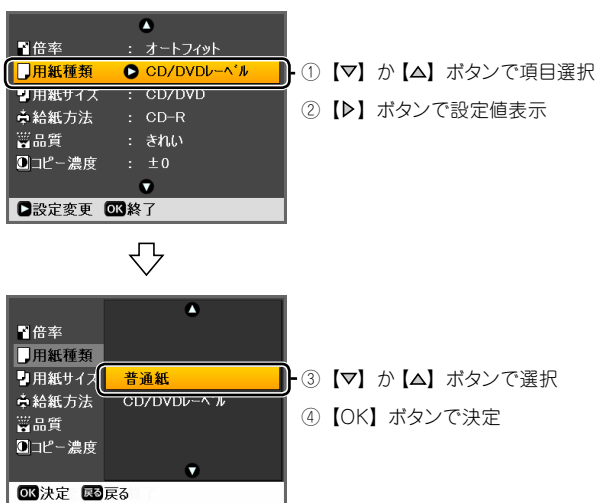 倍率 : オートフィット
用紙種類 CD/DVDレーベル
用紙サイズ : CD/DVD
給紙方法 : CD-R
品質 : きれい
コピー濃度 : ±0
設定変更 OK終了
① 【▽】か【△】ボタンで項目選択
② 【▷】ボタンで設定値表示
倍率
用紙種類
用紙サイズ 普通紙
給紙方法 CD/DVDレーベル
品質
コピー濃度
OK決定 戻る戻る
③ 【▽】か【△】ボタンで選択
④ 【OK】ボタンで決定